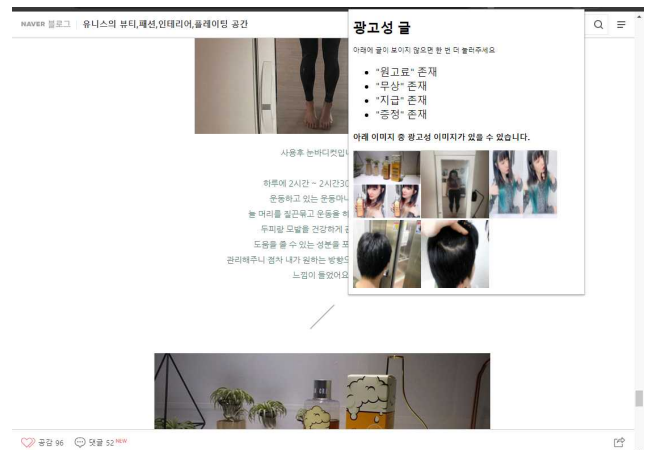 NAVER 블로그 | 유니스의 뷰티,패션,인테리어,플레이팅 공간
광고성 글
아래에 글이 보이지 않으면 한 번 더 눌러주세요
"원고료" 존재
"무상" 존재
"지급" 존재
"증정" 존재
아래 이미지 중 광고성 이미지가 있을 수 있습니다.
사용후 눈바디컷입니
하루에 2시간 ~ 2시간30
운동하고 있는 운동마니
늘 머리를 질끈묶고 운동을 하
두피랑 모발을 건강하게 
도움을 줄 수 있는 성분을 포
관리해주니 점차 내가 원하는 방향으
느낌이 들었어요
공감 96 댓글 52 NEW